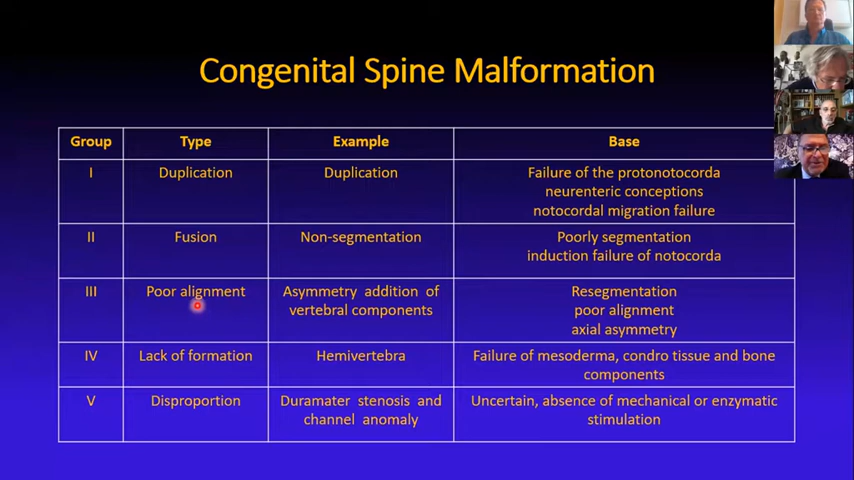 Congenital Spine Malformation
Group Type Example Base
I Duplication Duplication Failure of the protonotocorda
neurenteric conceptions
notocordal migration failure
II Fusion Non-segmentation Poorly segmentation
induction failure of notocorda
III Poor alignment Asymmetry addition of Resegmentation
vertebral components poor alignment
axial asymmetry
IV Lack of formation Hemivertebra Failure of mesoderma, condro tissue and bone
components
V Disproportion Duramater stenosis and Uncertain, absence of mechanical or enzymatic
channel anomaly stimulation